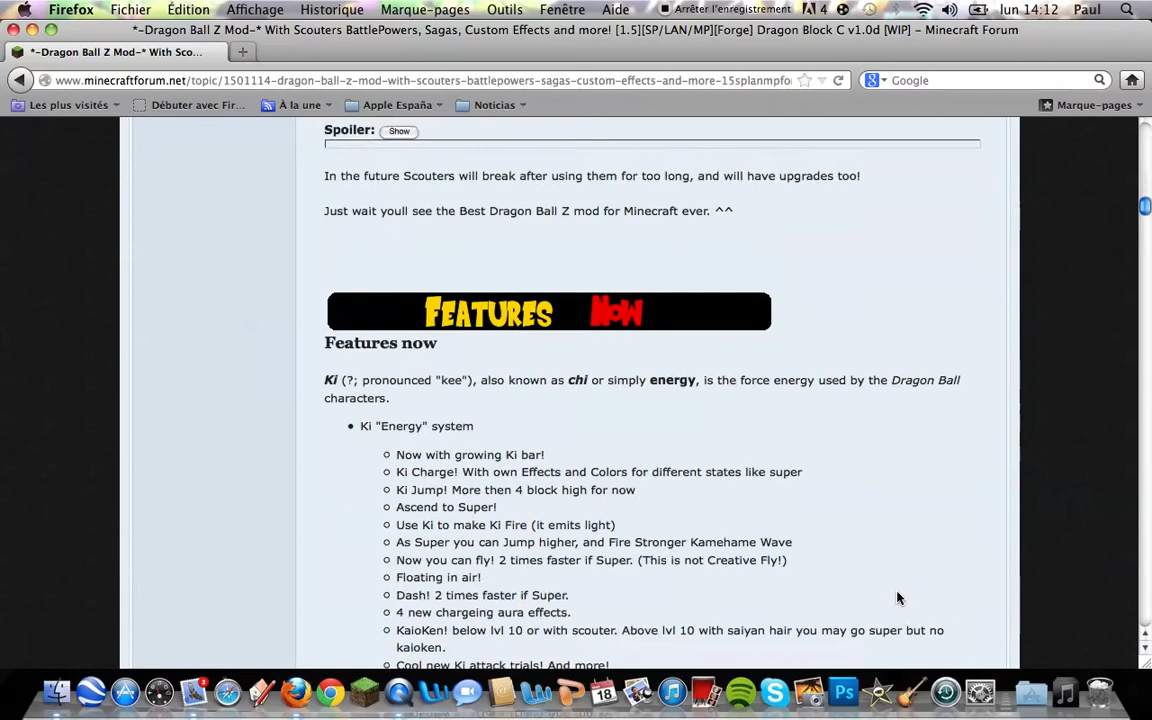 Firefox Fichier Édition Affichage Historique Marque-pages Outils Fenêtre Aide Arrêter l'enregistrement 4 lun 14:12 Paul
*-Dragon Ball Z Mod-* With Scouters BattlePowers, Sagas, Custom Effects and more! [1.5][SP/LAN/MP][Forge] Dragon Block C v1.0d [WIP] - Minecraft Forum
*-Dragon Ball Z Mod-* With Sco...
www.minecraftforum.net/topic/1501114-dragon-ball-z-mod-with-scouters-battlepowers-sagas-custom-effects-and-more-15splanmpfo Google
Les plus visités Débuter avec Fir... À la une Apple España Noticias Marque-pages
Spoiler: Show
In the future Scouters will break after using them for too long, and will have upgrades too!
Just wait youll see the Best Dragon Ball Z mod for Minecraft ever. ^^
FEATURES NOW
Features now
Ki (?; pronounced "kee"), also known as chi or simply energy, is the force energy used by the Dragon Ball
characters.
• Ki "Energy" system
Now with growing Ki bar!
Ki Charge! With own Effects and Colors for different states like super
Ki Jump! More then 4 block high for now
Ascend to Super!
Use Ki to make Ki Fire (it emits light)
As Super you can Jump higher, and Fire Stronger Kamehame Wave
Now you can fly! 2 times faster if Super. (This is not Creative Fly!)
Floating in air!
Dash! 2 times faster if Super.
4 new chargeing aura effects.
KaioKen! below lvl 10 or with scouter. Above lvl 10 with saiyan hair you may go super but no
kaioken.
Cool new Ki attack trials! And more!
3 18 Ps